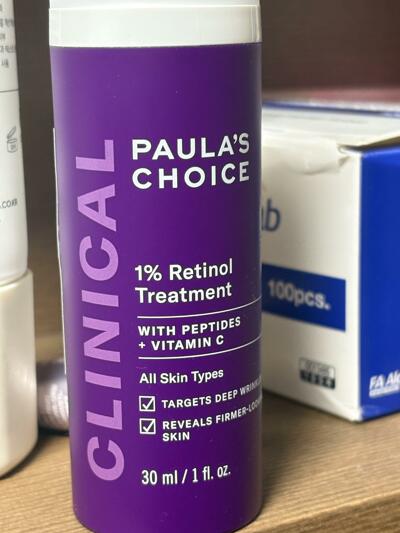 CLINICAL
PAULA'S
CHOICE
1% Retinol
Treatment
WITH PEPTIDES
+ VITAMIN C
All Skin Types
TARGETS DEEP
REVEALS
SKIN
30 ml / 1 fl. oz.
100pcs.